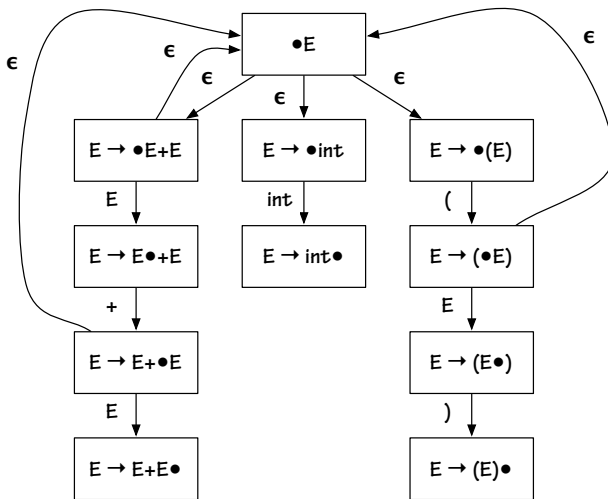 ●E
ϵ ϵ ϵ ϵ ϵ ϵ
E → ●E+E E → ●int E → ●(E)
E int (
E → E●+E E → int● E → (●E)
+ E
E → E+●E E → (E●)
E )
E → E+E● E → (E)●